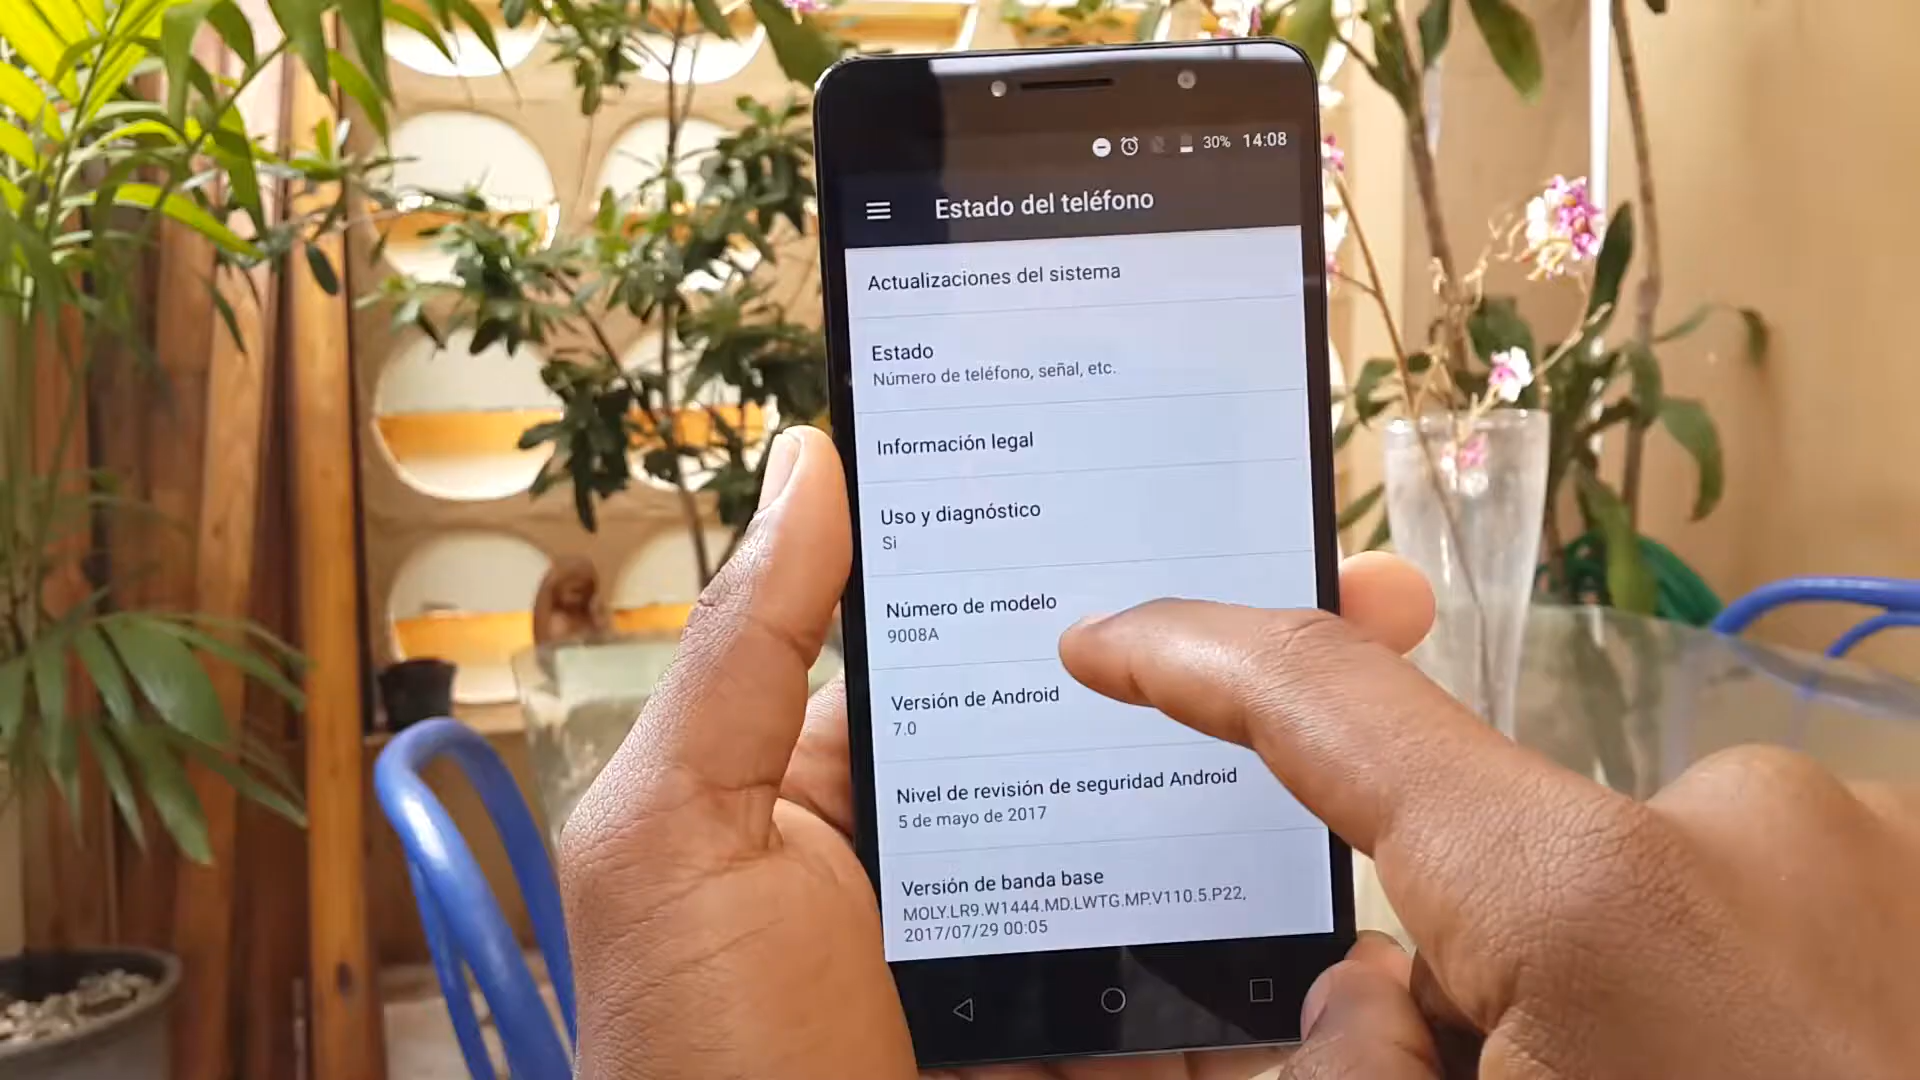 30% 14:08
Estado del teléfono
Actualizaciones del sistema
Estado
Número de teléfono, señal, etc.
Información legal
Uso y diagnóstico
Si
Número de modelo
9008A
Versión de Android
7.0
Nivel de revisión de seguridad Android
5 de mayo de 2017
Versión de banda base
MOLY.LR9.W1444.MD.LWTG.MP.V110.5.P22,
2017/07/29 00:05